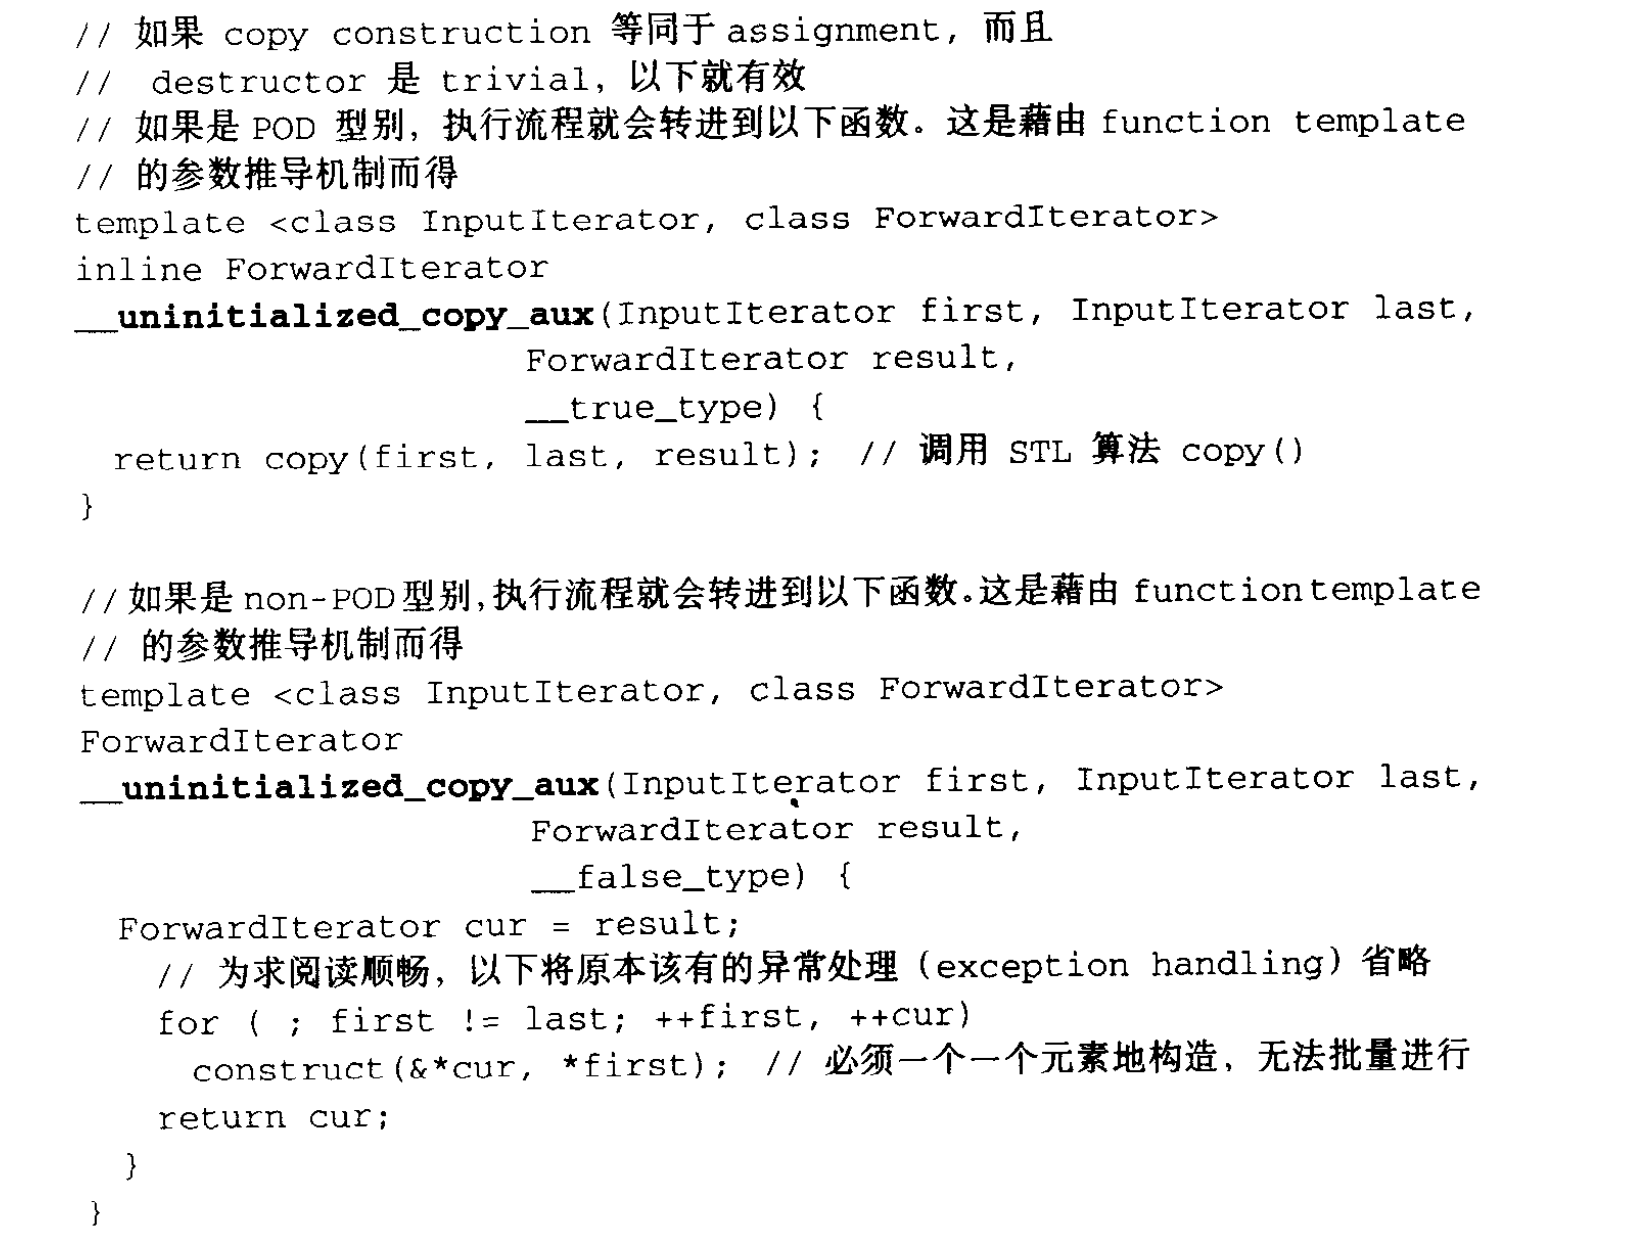 // 如果 copy construction 等同于 assignment, 而且
//  destructor 是 trivial, 以下就有效
// 如果是 POD 型别, 执行流程就会转进到以下函数。这是藉由 function template
// 的参数推导机制而得
template <class InputIterator, class ForwardIterator>
inline ForwardIterator
__uninitialized_copy_aux(InputIterator first, InputIterator last,
                         ForwardIterator result,
                         __true_type) {
  return copy(first, last, result); // 调用 STL 算法 copy()
}

// 如果是 non-POD 型别,执行流程就会转进到以下函数。这是藉由 function template
// 的参数推导机制而得
template <class InputIterator, class ForwardIterator>
ForwardIterator
__uninitialized_copy_aux(InputIterator first, InputIterator last,
                         ForwardIterator result,
                         __false_type) {
  ForwardIterator cur = result;
    // 为求阅读顺畅, 以下将原本该有的异常处理 (exception handling) 省略
    for ( ; first != last; ++first, ++cur)
      construct(&*cur, *first); // 必须一个一个元素地构造, 无法批量进行
    return cur;
  }
}